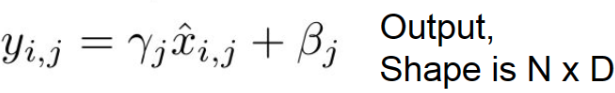 y_{i,j} = γ_j x̂_{i,j} + β_j
Output,
Shape is N x D